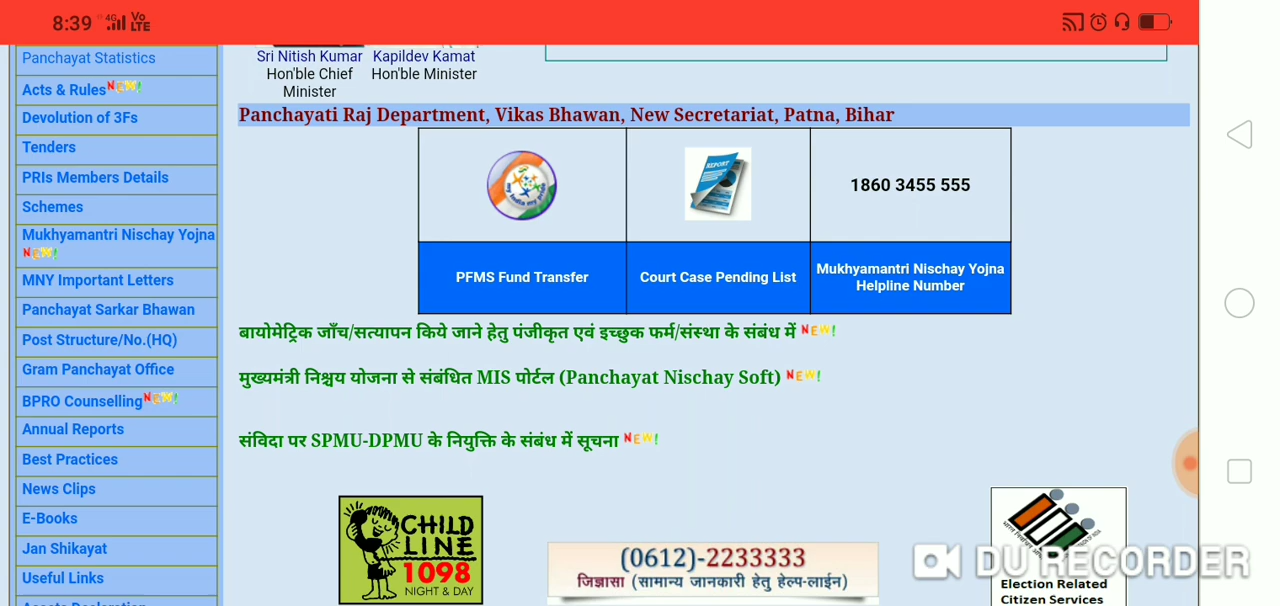 8:39 4G Vo LTE
Panchayat Statistics
Acts & Rules NEW!
Devolution of 3Fs
Tenders
PRIs Members Details
Schemes
Mukhyamantri Nischay Yojna
NEW!
MNY Important Letters
Panchayat Sarkar Bhawan
Post Structure/No.(HQ)
Gram Panchayat Office
BPRO Counselling NEW!
Annual Reports
Best Practices
News Clips
E-Books
Jan Shikayat
Useful Links
Assets Declaration
Sri Nitish Kumar
Hon'ble Chief
Minister
Kapildev Kamat
Hon'ble Minister
Panchayati Raj Department, Vikas Bhawan, New Secretariat, Patna, Bihar
REPORT
1860 3455 555
PFMS Fund Transfer
Court Case Pending List
Mukhyamantri Nischay Yojna
Helpline Number
बायोमेट्रिक जाँच/सत्यापन किये जाने हेतु पंजीकृत एवं इच्छुक फर्म/संस्था के संबंध में NEW!
मुख्यमंत्री निश्चय योजना से संबंधित MIS पोर्टल (Panchayat Nischay Soft) NEW!
संविदा पर SPMU-DPMU के नियुक्ति के संबंध में सूचना NEW!
CHILD
LINE
1098
NIGHT & DAY
(0612)-2233333
जिज्ञासा (सामान्य जानकारी हेतु हेल्प-लाईन)
Election Related
Citizen Services
DU RECORDER